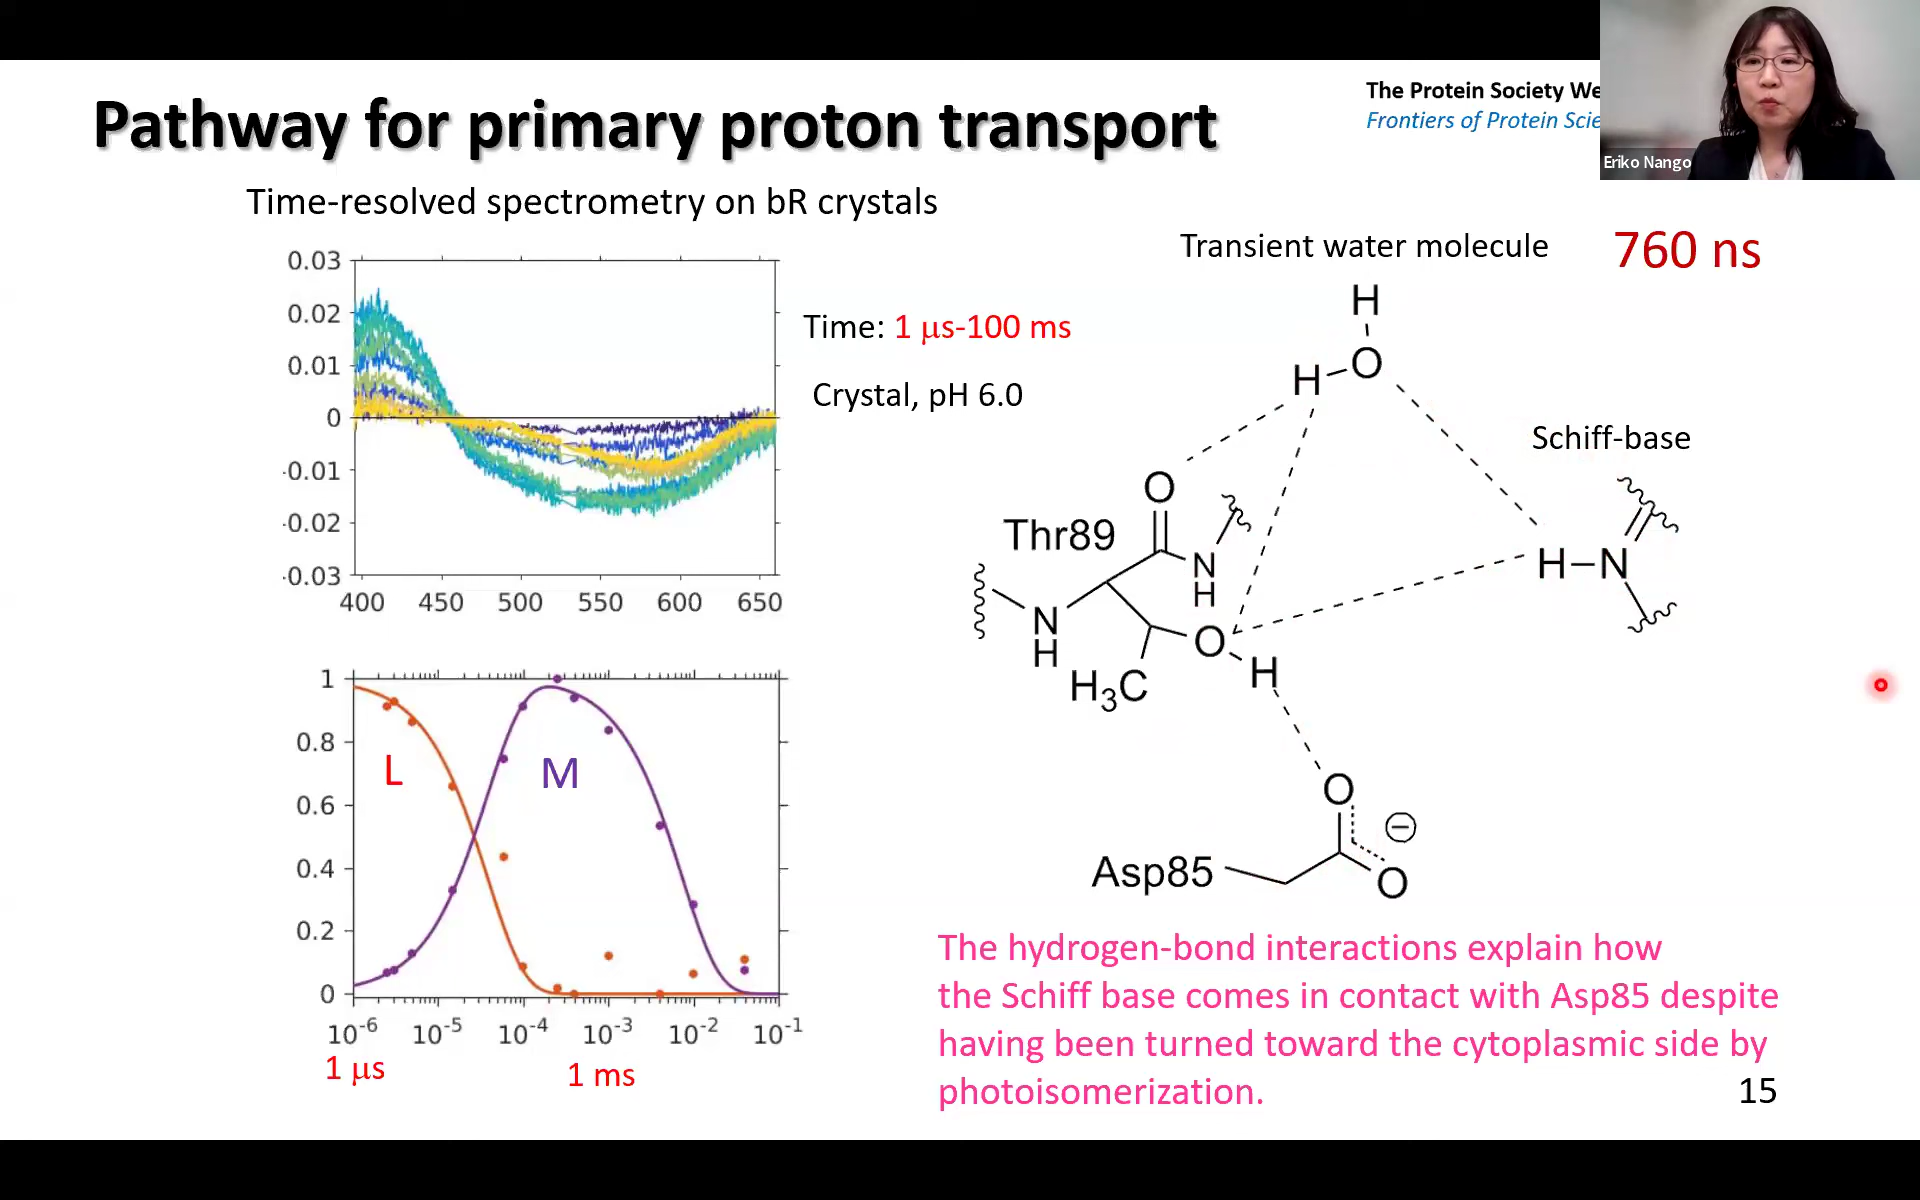 Pathway for primary proton transport
The Protein Society We
Frontiers of Protein Scie
Eriko Nango
Time-resolved spectrometry on bR crystals
0.03
0.02
0.01
0
-0.01
-0.02
-0.03
400 450 500 550 600 650
Time: 1 μs-100 ms
Crystal, pH 6.0
1
0.8
0.6
0.4
0.2
0
L
M
10-6 10-5 10-4 10-3 10-2 10-1
1 μs
1 ms
Transient water molecule
760 ns
H
H O
Schiff-base
O
Thr89
N
H
H–N
N
H
O
H
H3C
O
−
Asp85
O
The hydrogen-bond interactions explain how
the Schiff base comes in contact with Asp85 despite
having been turned toward the cytoplasmic side by
photoisomerization.
15